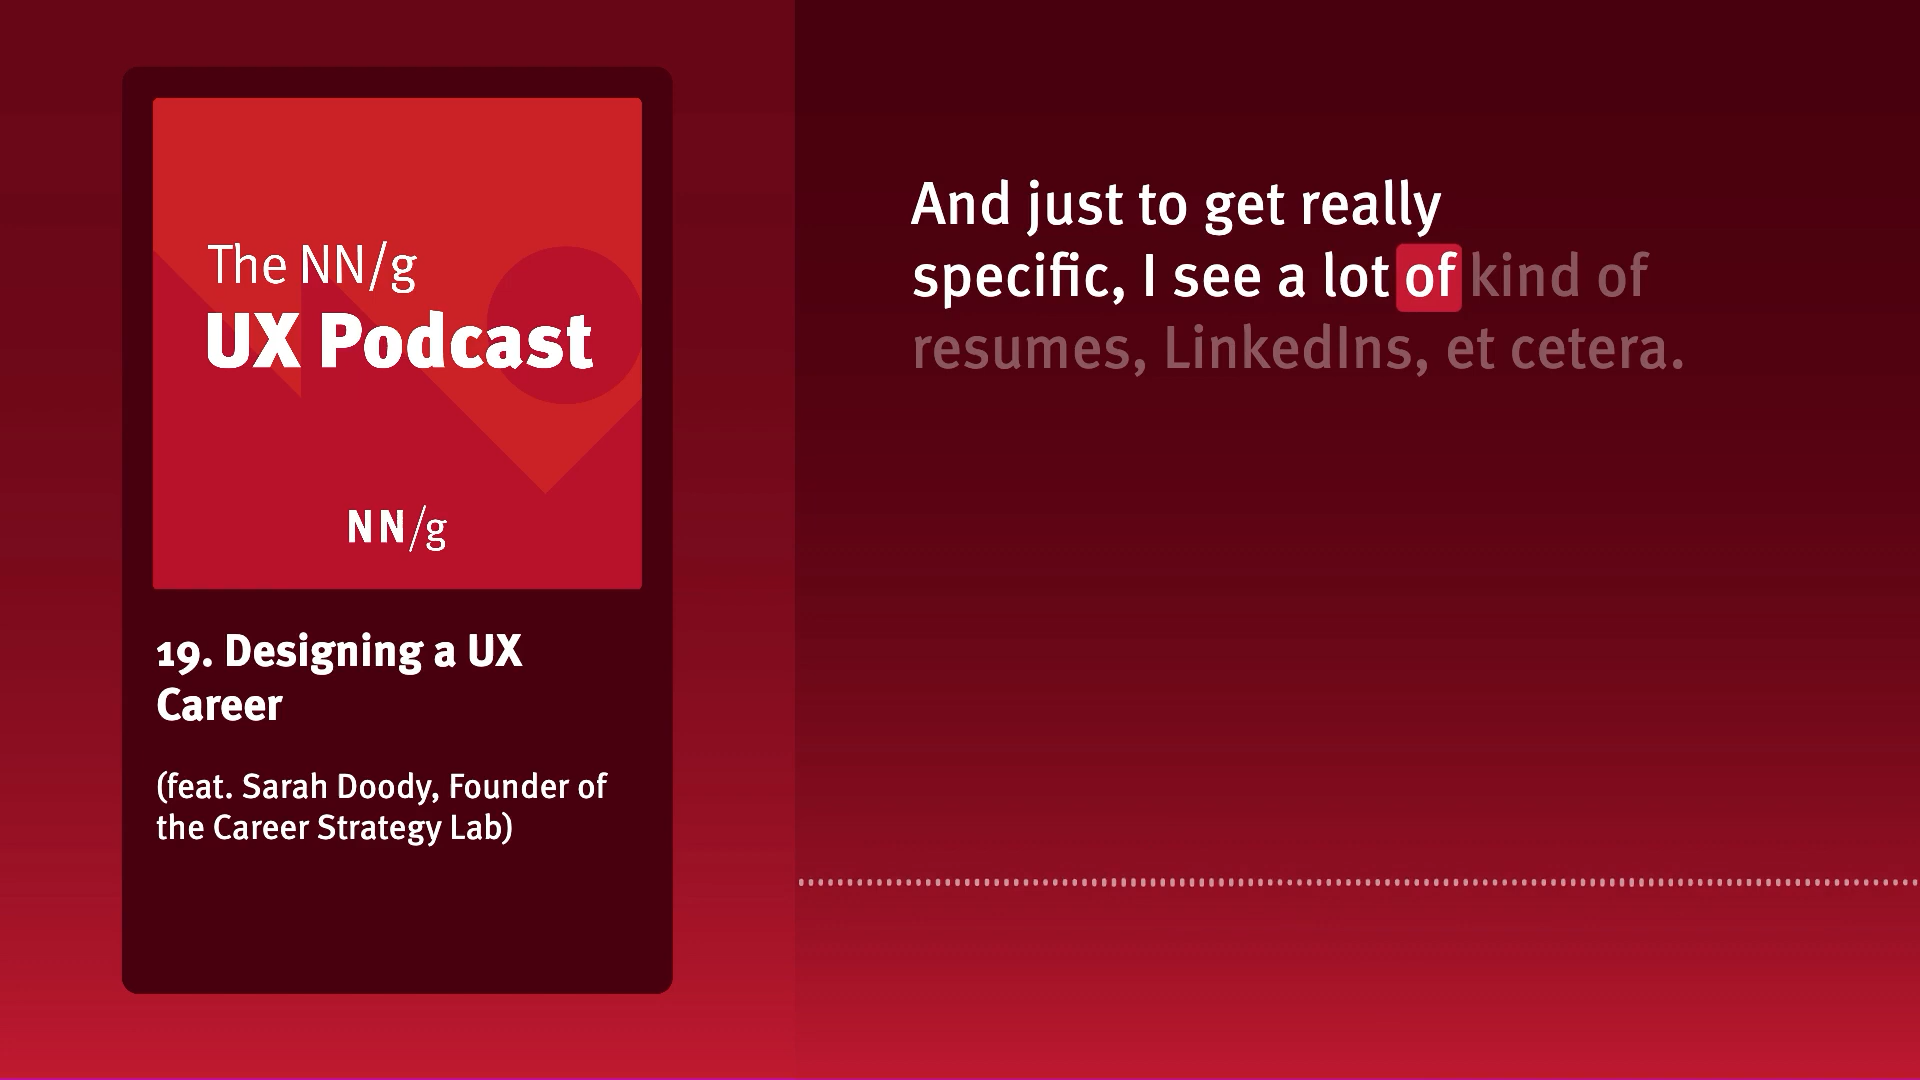 The NN/g
UX Podcast
NN/g
19. Designing a UX
Career
(feat. Sarah Doody, Founder of
the Career Strategy Lab)
And just to get really
specific, I see a lot of kind of
resumes, LinkedIns, et cetera.